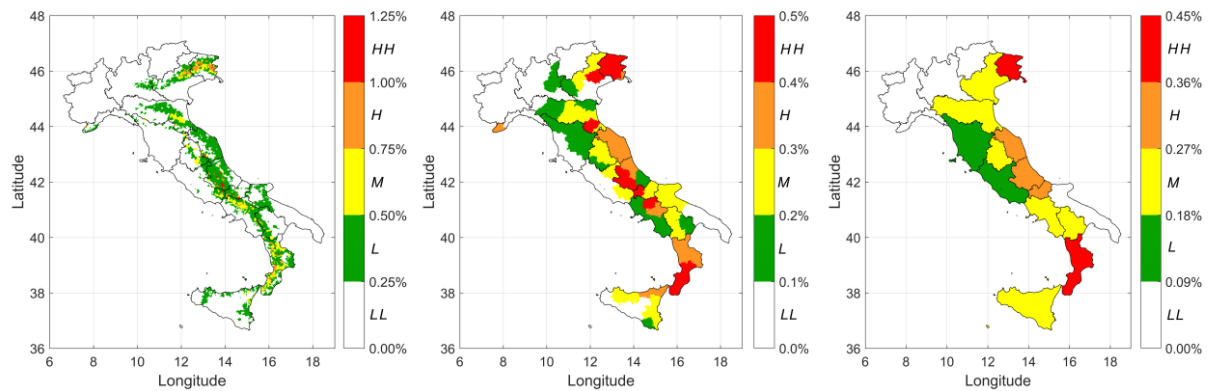 48
46
44
42
40
38
36
6
8
10
12
14
16
18
Latitude
Longitude
1.25%
HH
1.00%
H
0.75%
M
0.50%
L
0.25%
LL
0.00%
48
46
44
42
40
38
36
6
8
10
12
14
16
18
Latitude
Longitude
0.5%
HH
0.4%
H
0.3%
M
0.2%
L
0.1%
LL
0.0%
48
46
44
42
40
38
36
6
8
10
12
14
16
18
Latitude
Longitude
0.45%
HH
0.36%
H
0.27%
M
0.18%
L
0.09%
LL
0.00%